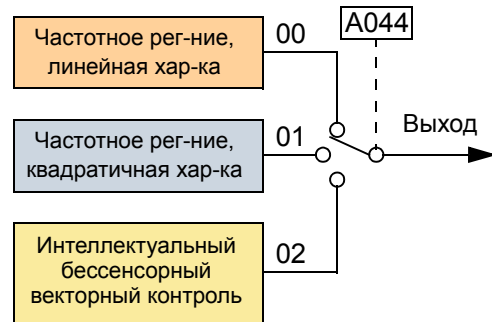 Частотное рег-ние,
линейная хар-ка
00
A044
Частотное рег-ние,
квадратичная хар-ка
01
Выход
Интеллектуальный
бессенсорный
векторный контроль
02